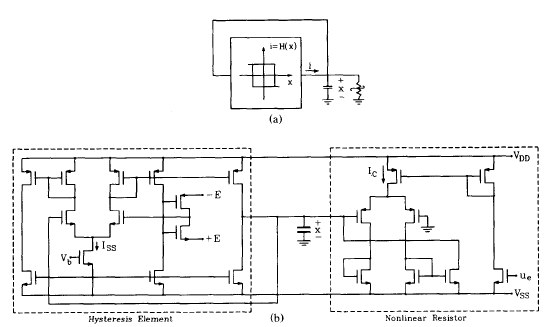 i=H(x)
x
i
+
x
−
(a)
V_DD
I_C
−E
+E
I_SS
V_b
+
x
−
u_e
V_SS
Hysteresis Element
(b)
Nonlinear Resistor